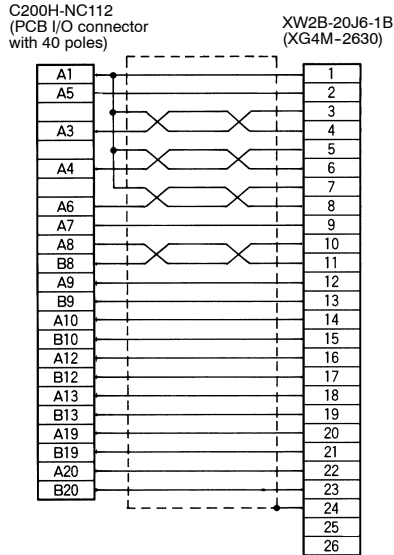 C200H-NC112
(PCB I/O connector
with 40 poles)
XW2B-20J6-1B
(XG4M-2630)
A1 1
A5 2
3
A3 4
5
A4 6
7
A6 8
A7 9
A8 10
B8 11
A9 12
B9 13
A10 14
B10 15
A12 16
B12 17
A13 18
B13 19
A19 20
B19 21
A20 22
B20 23
24
25
26